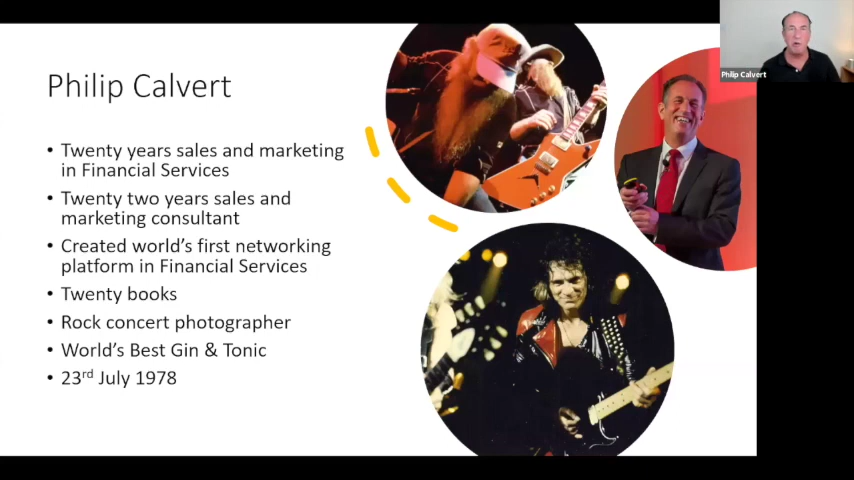 Philip Calvert
• Twenty years sales and marketing
in Financial Services
• Twenty two years sales and
marketing consultant
• Created world's first networking
platform in Financial Services
• Twenty books
• Rock concert photographer
• World's Best Gin & Tonic
• 23rd July 1978
Philip Calvert